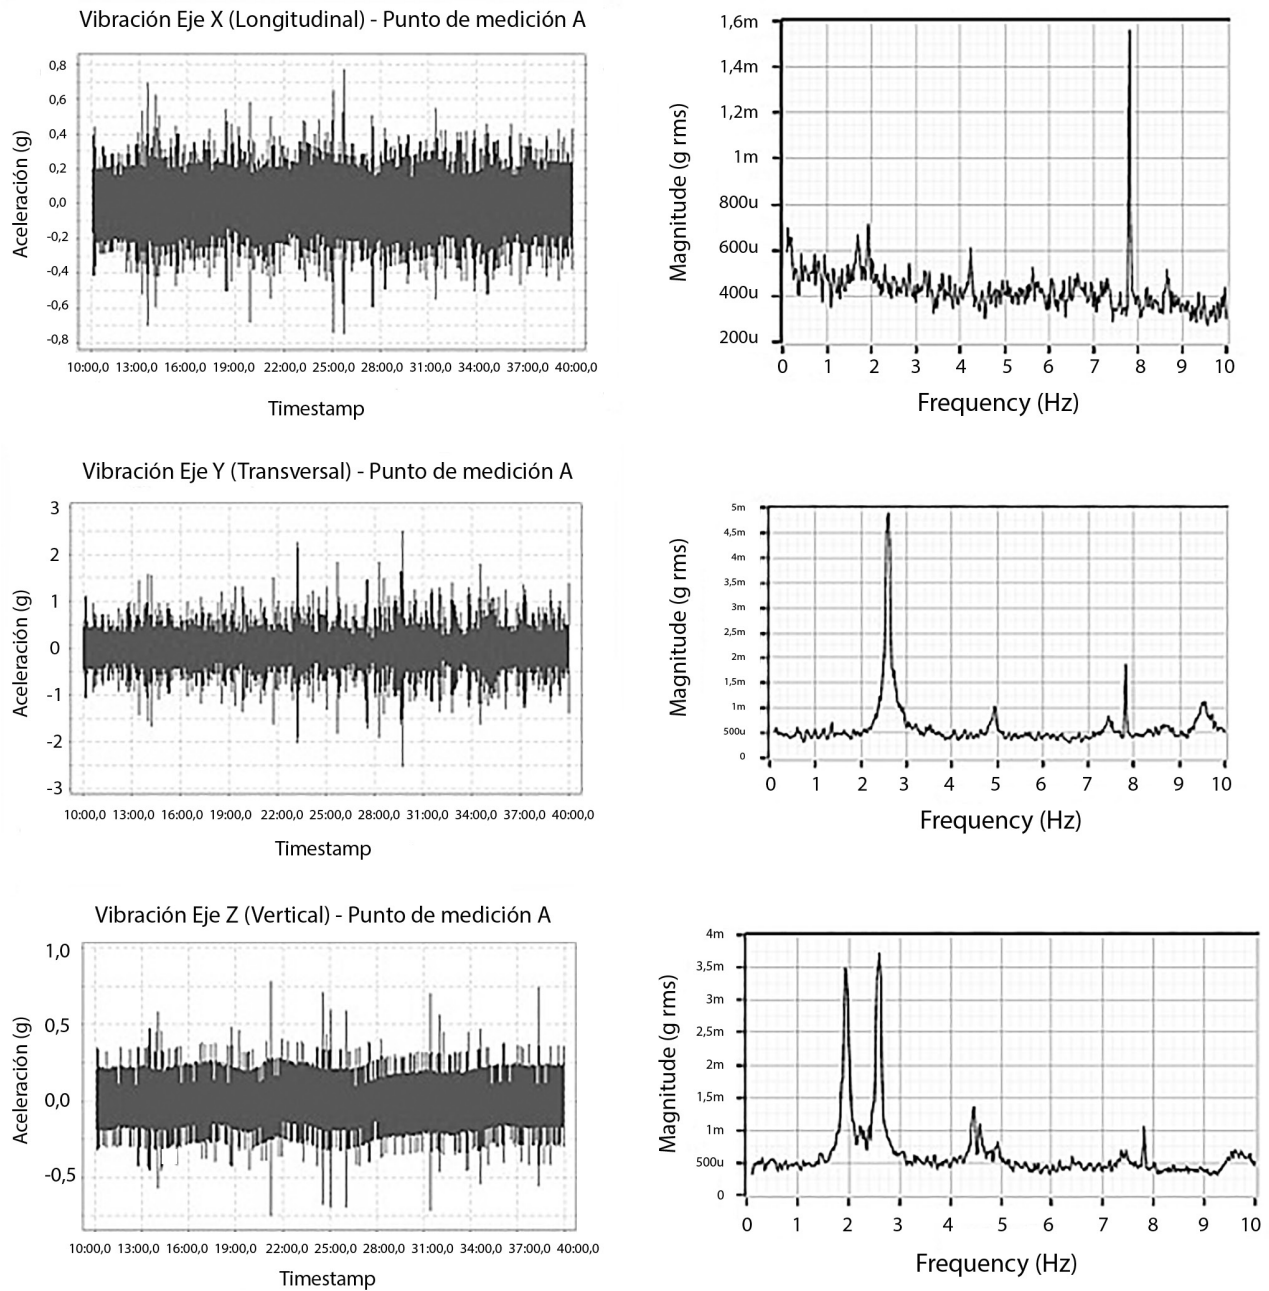 Vibración Eje X (Longitudinal) - Punto de medición A
Aceleración (g)
0,8
0,6
0,4
0,2
0,0
-0,2
-0,4
-0,6
-0,8
10:00,0 13:00,0 16:00,0 19:00,0 22:00,0 25:00,0 28:00,0 31:00,0 34:00,0 37:00,0 40:00,0
Timestamp
Magnitude (g rms)
1,6m
1,4m
1,2m
1m
800u
600u
400u
200u
0 1 2 3 4 5 6 7 8 9 10
Frequency (Hz)
Vibración Eje Y (Transversal) - Punto de medición A
Aceleración (g)
3
2
1
0
-1
-2
-3
10:00,0 13:00,0 16:00,0 19:00,0 22:00,0 25:00,0 28:00,0 31:00,0 34:00,0 37:00,0 40:00,0
Timestamp
Magnitude (g rms)
5m
4,5m
4m
3,5m
3m
2,5m
2m
1,5m
1m
500u
0
0 1 2 3 4 5 6 7 8 9 10
Frequency (Hz)
Vibración Eje Z (Vertical) - Punto de medición A
Aceleración (g)
1,0
0,5
0,0
-0,5
10:00,0 13:00,0 16:00,0 19:00,0 22:00,0 25:00,0 28:00,0 31:00,0 34:00,0 37:00,0 40:00,0
Timestamp
Magnitude (g rms)
4m
3,5m
3m
2,5m
2m
1,5m
1m
500u
0
0 1 2 3 4 5 6 7 8 9 10
Frequency (Hz)